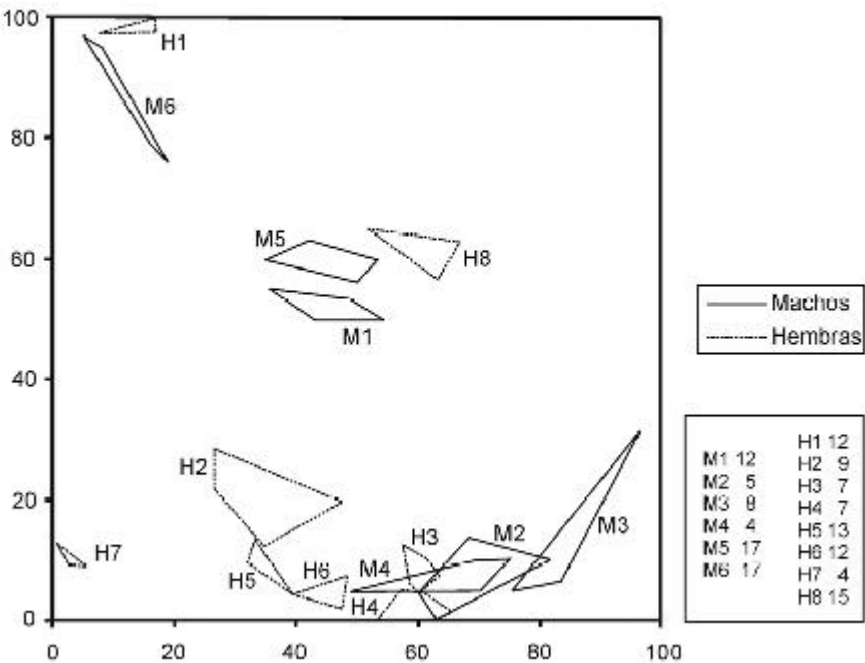 100
80
60
40
20
0
0 20 40 60 80 100
H1
M6
M5
H8
M1
H2
H7
H5
H6
M4
H4
H3
M2
M3
Machos
Hembras
M1 12
M2 5
M3 8
M4 4
M5 17
M6 17
H1 12
H2 9
H3 7
H4 7
H5 13
H6 12
H7 4
H8 15